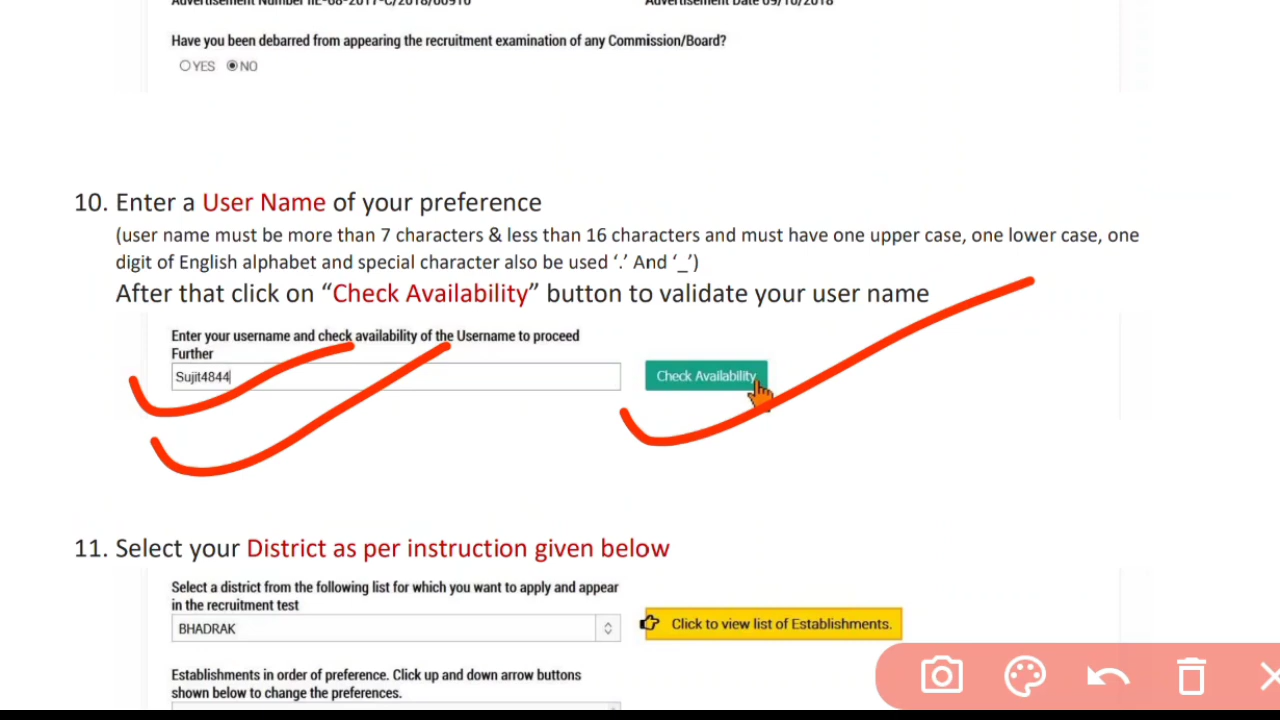 Have you been debarred from appearing the recruitment examination of any Commission/Board?
YES NO
10. Enter a User Name of your preference
(user name must be more than 7 characters & less than 16 characters and must have one upper case, one lower case, one
digit of English alphabet and special character also be used ‘.’ And ‘_’)
After that click on “Check Availability” button to validate your user name
Enter your username and check availability of the Username to proceed
Further
Sujit4844
Check Availability
11. Select your District as per instruction given below
Select a district from the following list for which you want to apply and appear
in the recruitment test
BHADRAK
Click to view list of Establishments.
Establishments in order of preference. Click up and down arrow buttons
shown below to change the preferences.